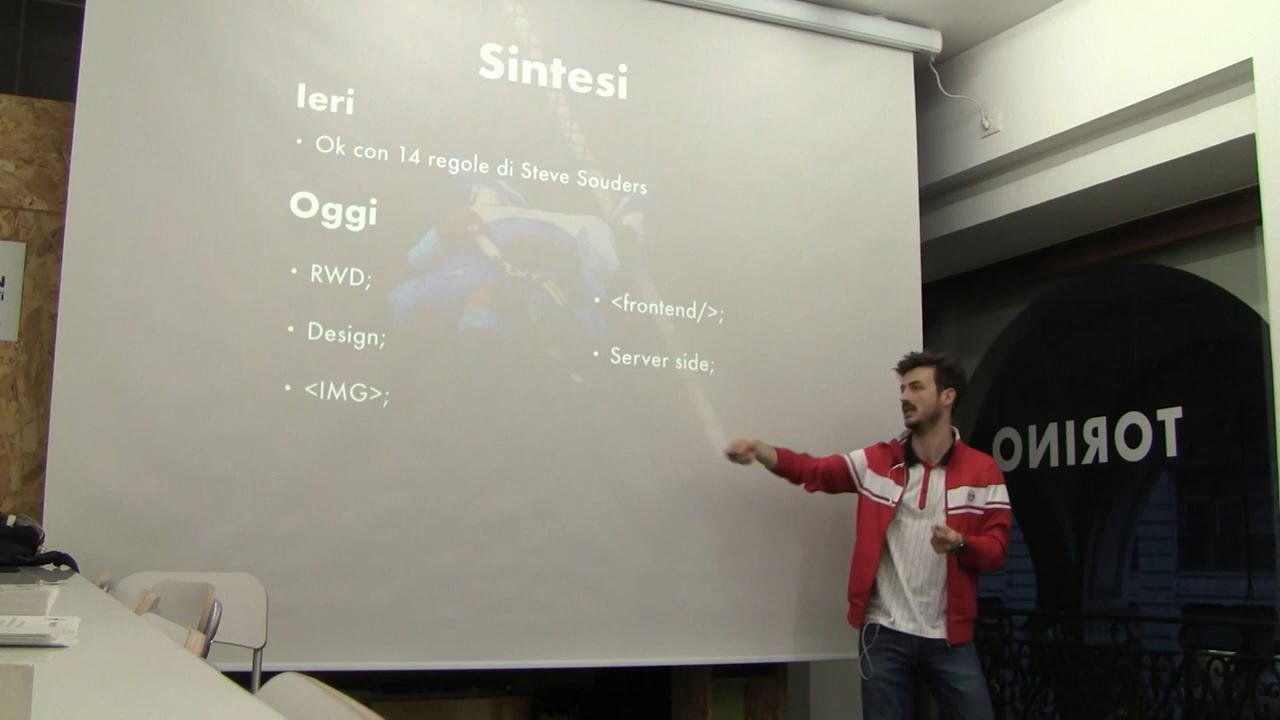 Sintesi
Ieri
• Ok con 14 regole di Steve Souders
Oggi
• RWD;
• Design;
• <IMG>;
• <frontend/>;
• Server side;
TORINO